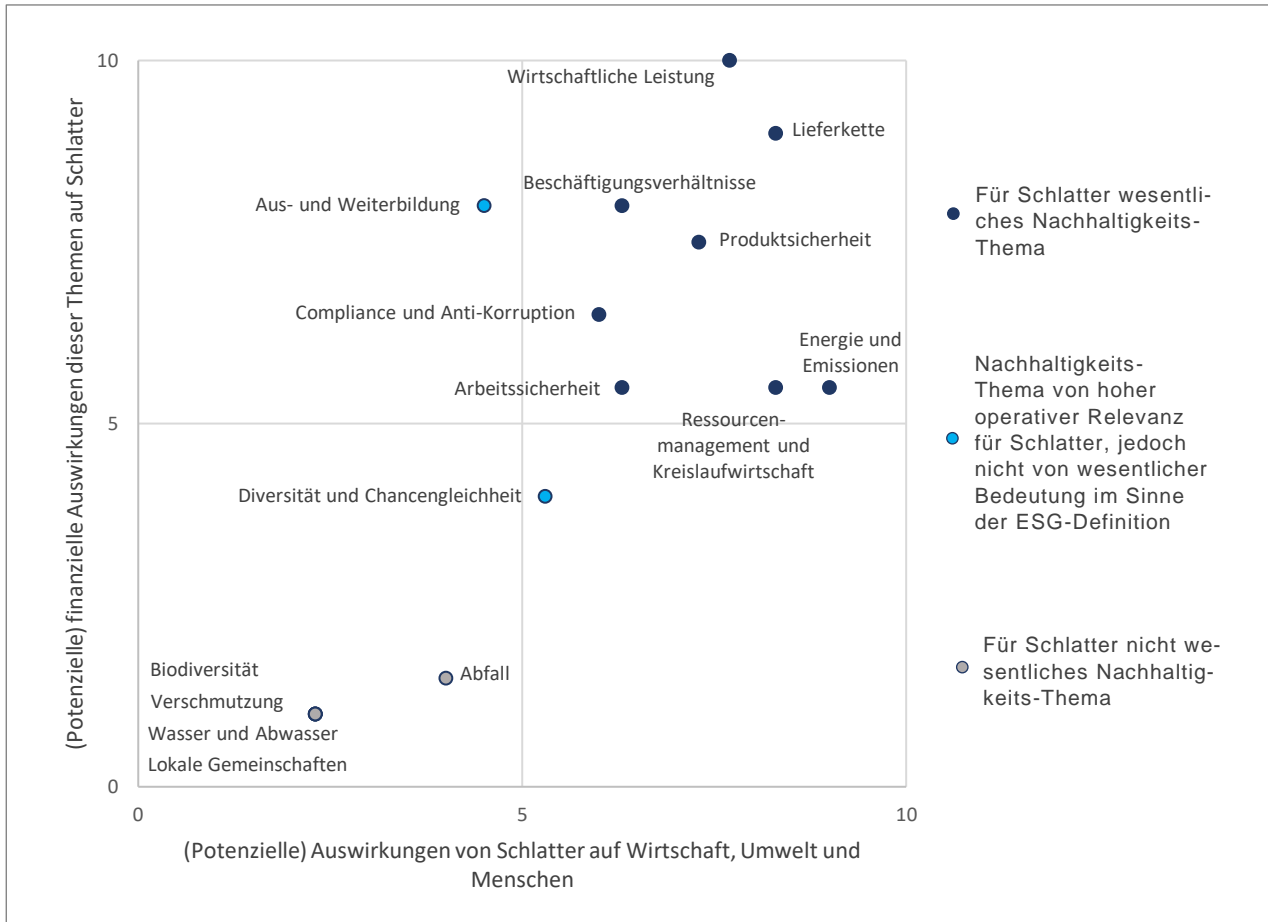 (Potenzielle) finanzielle Auswirkungen dieser Themen auf Schlatter
10
5
0
Wirtschaftliche Leistung
Lieferkette
Beschäftigungsverhältnisse
Aus- und Weiterbildung
Produktsicherheit
Compliance und Anti-Korruption
Energie und
Emissionen
Arbeitssicherheit
Ressourcen-
management und
Kreislaufwirtschaft
Diversität und Chancengleichheit
Biodiversität
Abfall
Verschmutzung
Wasser und Abwasser
Lokale Gemeinschaften
0
5
10
(Potenzielle) Auswirkungen von Schlatter auf Wirtschaft, Umwelt und
Menschen
Für Schlatter wesentli-
ches Nachhaltigkeits-
Thema
Nachhaltigkeits-
Thema von hoher
operativer Relevanz
für Schlatter, jedoch
nicht von wesentlicher
Bedeutung im Sinne
der ESG-Definition
Für Schlatter nicht we-
sentliches Nachhaltig-
keits-Thema